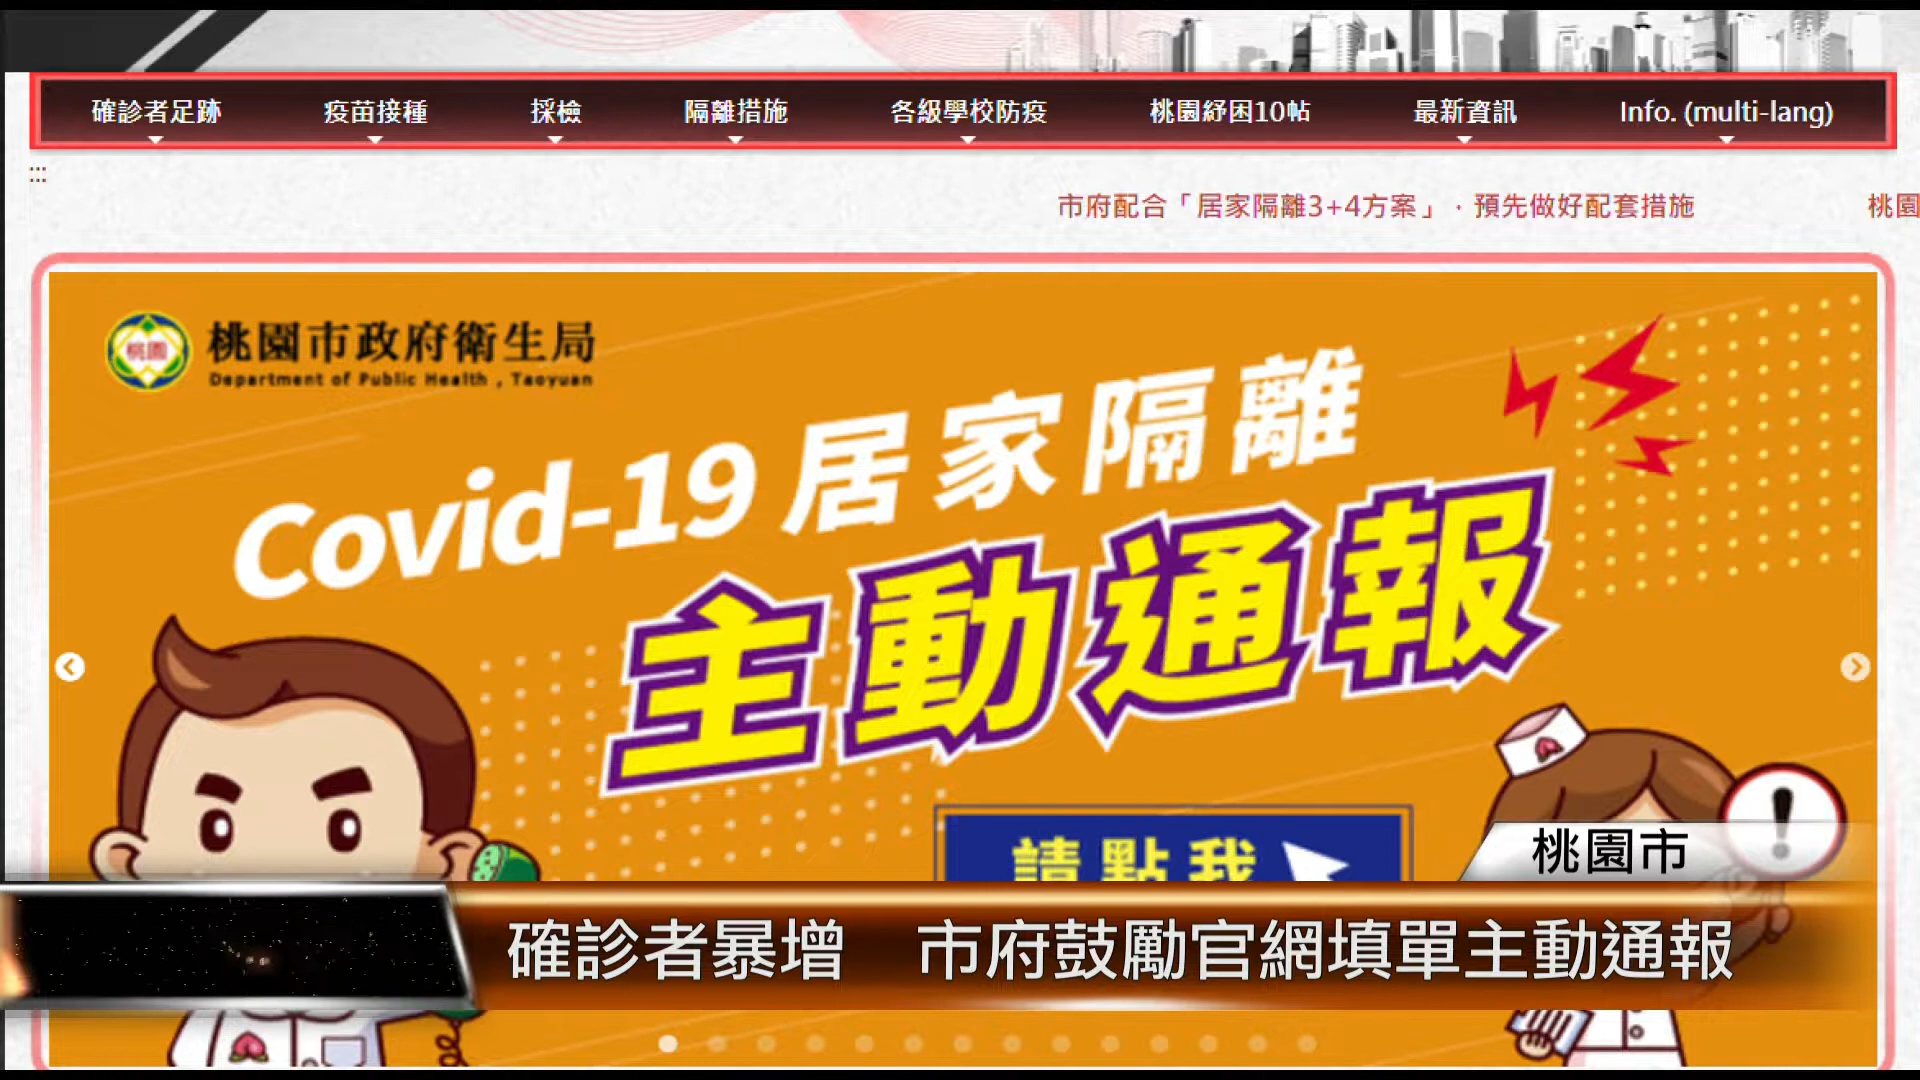 確診者足跡 疫苗接種 採檢 隔離措施 各級學校防疫 桃園紓困10帖 最新資訊 Info. (multi-lang)
:::
市府配合「居家隔離3+4方案」，預先做好配套措施 桃園
桃園
桃園市政府衛生局
Department of Public Health , Taoyuan
Covid-19居家隔離
主動通報
請點我
!
桃園市
確診者暴增 市府鼓勵官網填單主動通報